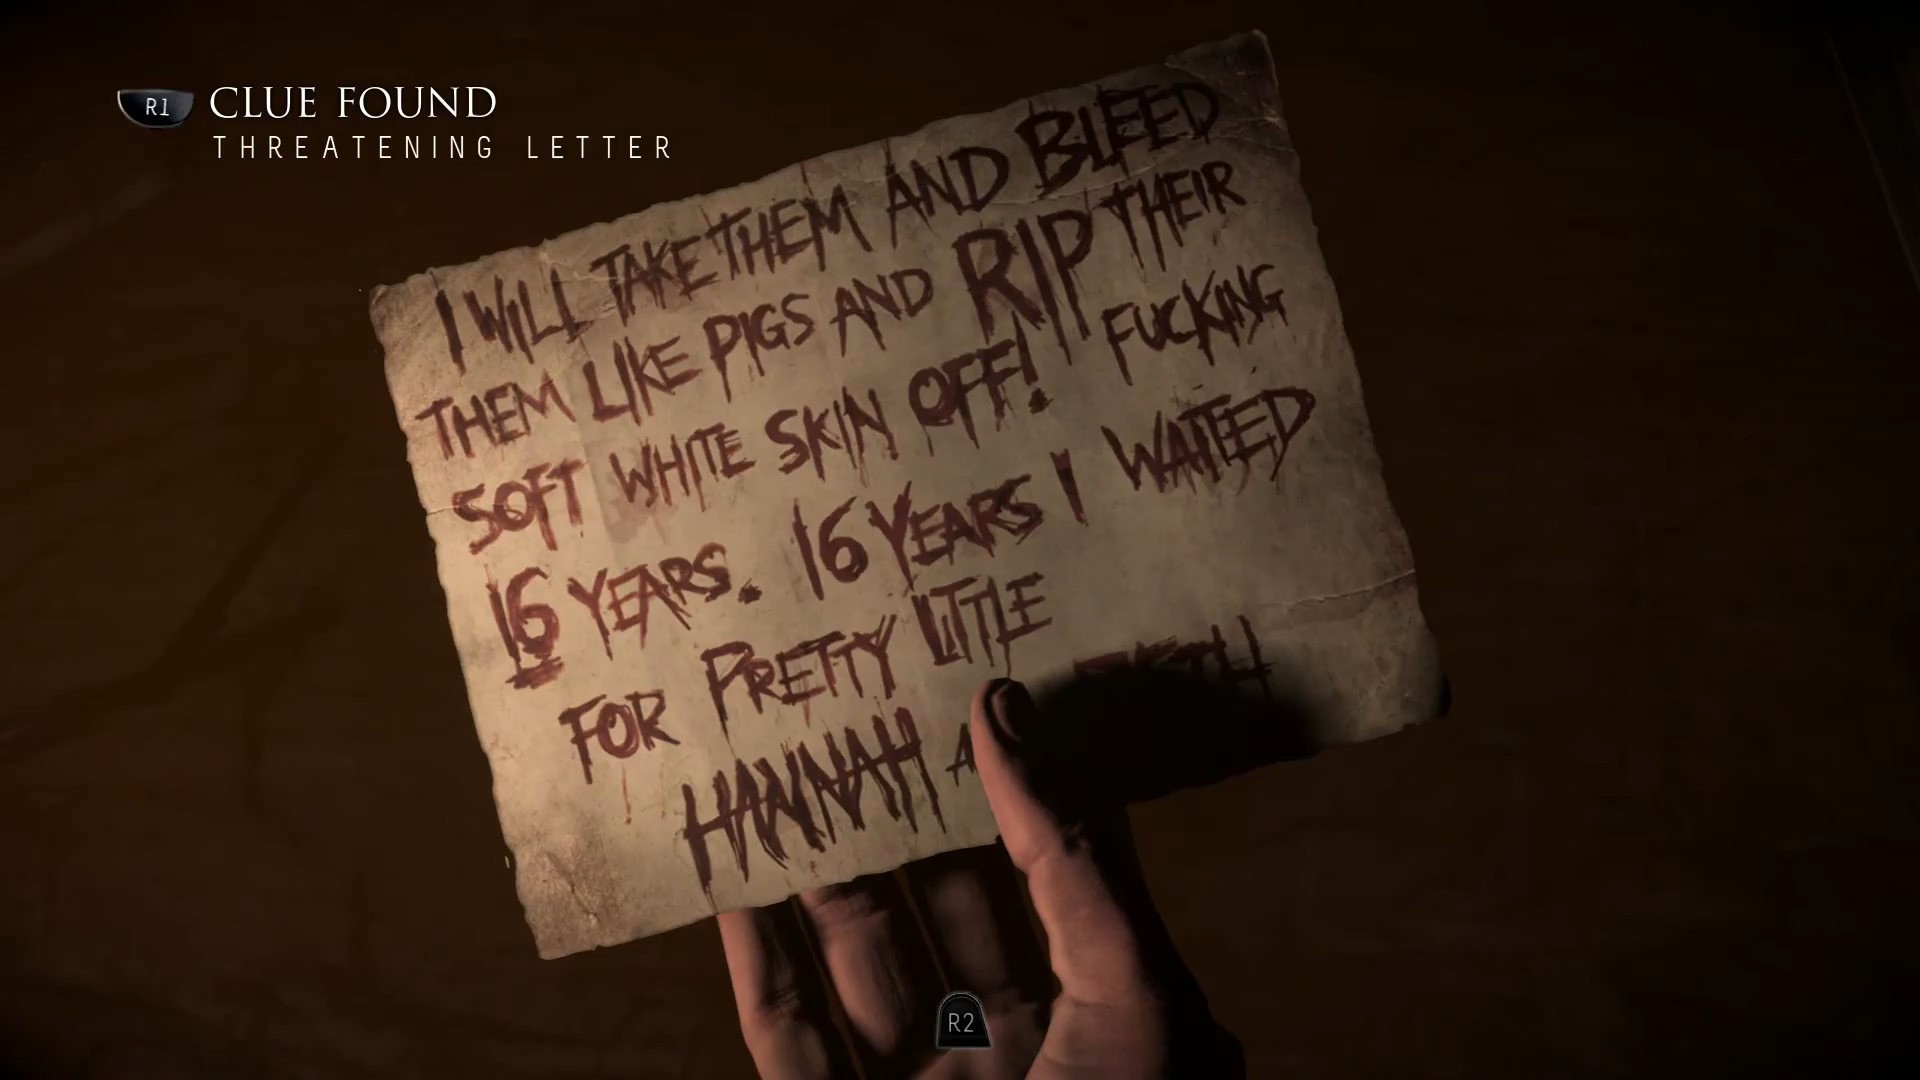 R1 CLUE FOUND
THREATENING LETTER
I WILL TAKE THEM AND BLEED
THEM LIKE PIGS AND RIP THEIR
SOFT WHITE SKIN OFF! FUCKING
16 YEARS. 16 YEARS I WAITED
FOR PRETTY LITTLE
HANNAH
R2